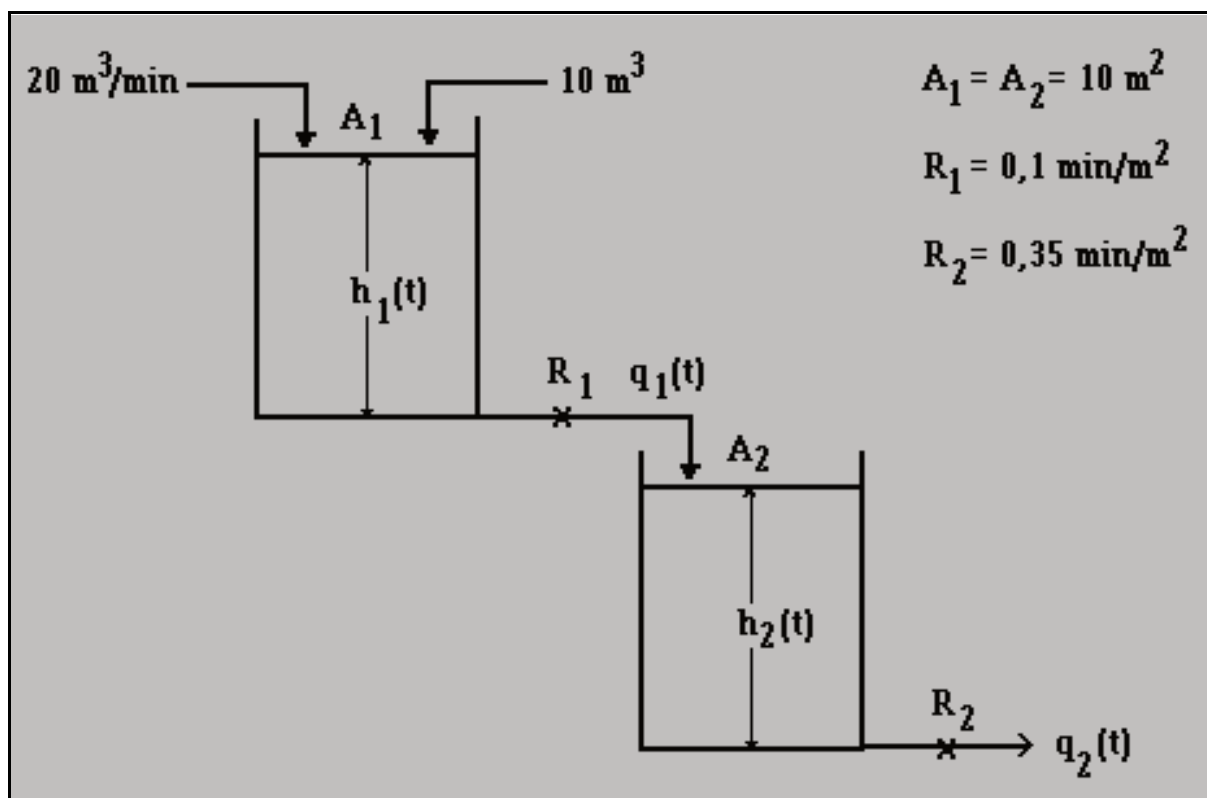 20 m³/min
10 m³
A₁ = A₂ = 10 m²
A₁
R₁ = 0,1 min/m²
R₂ = 0,35 min/m²
h₁(t)
R₁ q₁(t)
A₂
h₂(t)
R₂
q₂(t)